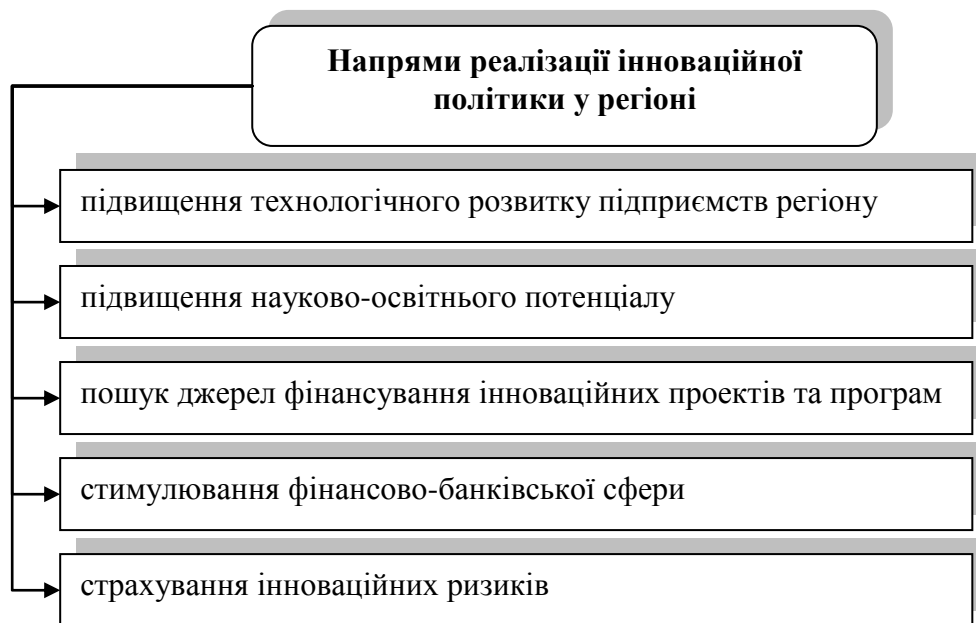 Напрями реалізації інноваційної
політики у регіоні
підвищення технологічного розвитку підприємств регіону
підвищення науково-освітнього потенціалу
пошук джерел фінансування інноваційних проектів та програм
стимулювання фінансово-банківської сфери
страхування інноваційних ризиків